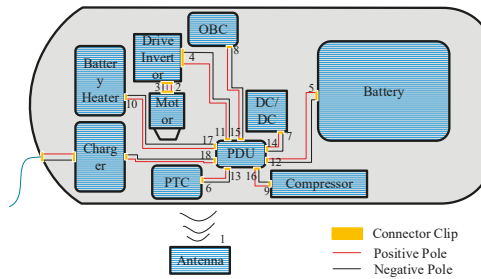 OBC
8
Drive
Invert
or
4
3
2
Batter
y
Heater
10
Mot
or
5
Battery
DC/
DC
7
11
15
14
17
PDU
12
18
Charg
er
13
16
PTC
6
9
Compressor
1
Antenna
Connector Clip
Positive Pole
Negative Pole